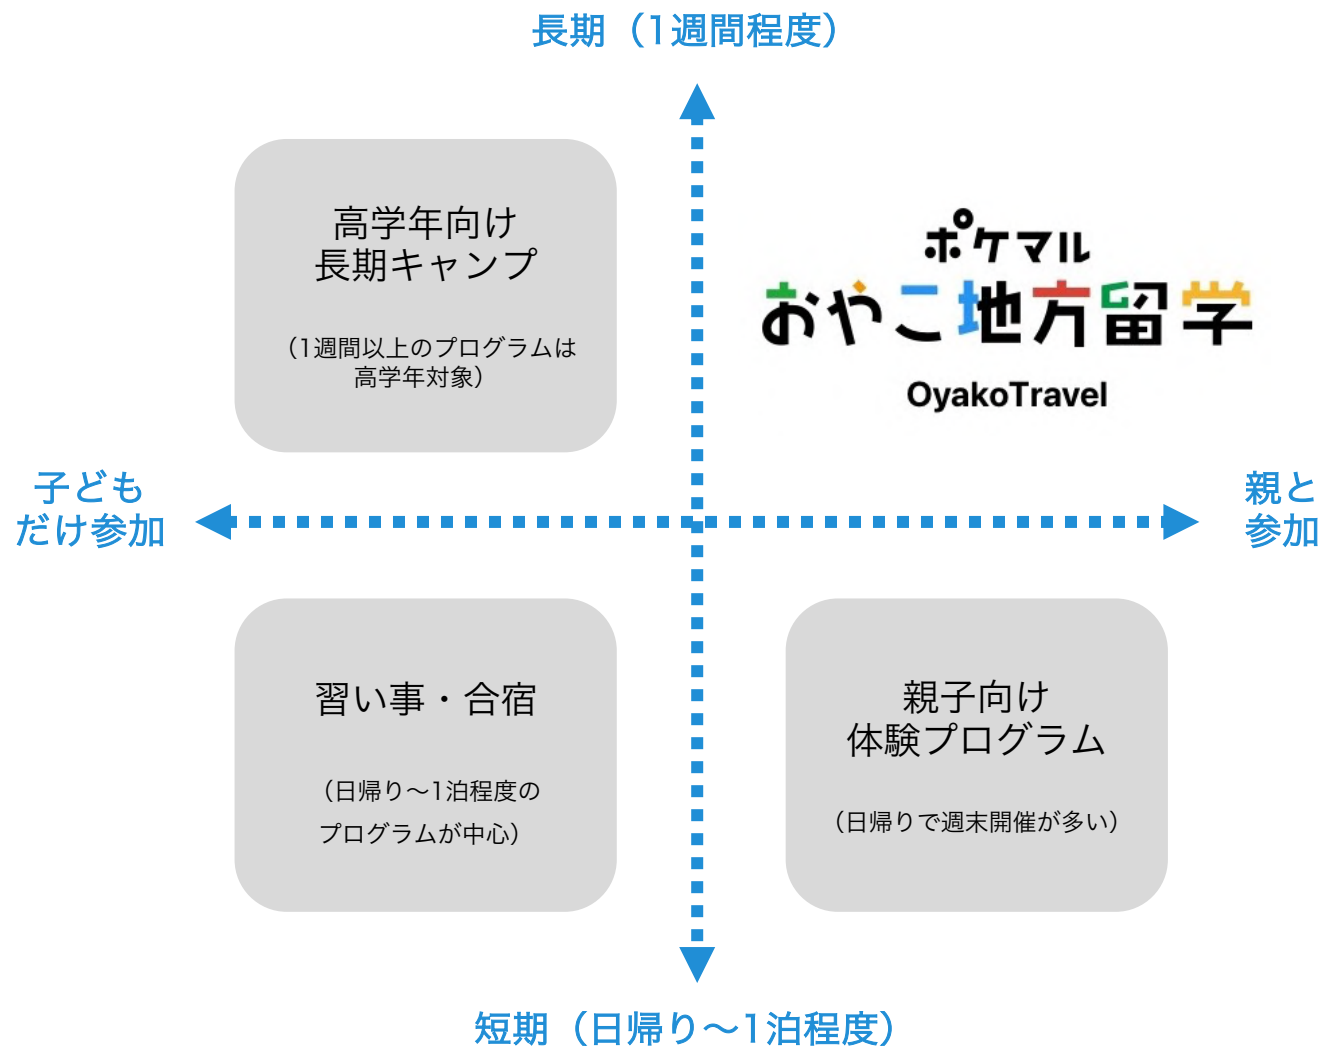 長期（1週間程度）
高学年向け
長期キャンプ
（1週間以上のプログラムは
高学年対象）
ポケマル
おやこ地方留学
OyakoTravel
子ども
だけ参加
親と
参加
習い事・合宿
（日帰り〜1泊程度の
プログラムが中心）
親子向け
体験プログラム
（日帰りで週末開催が多い）
短期（日帰り〜1泊程度）